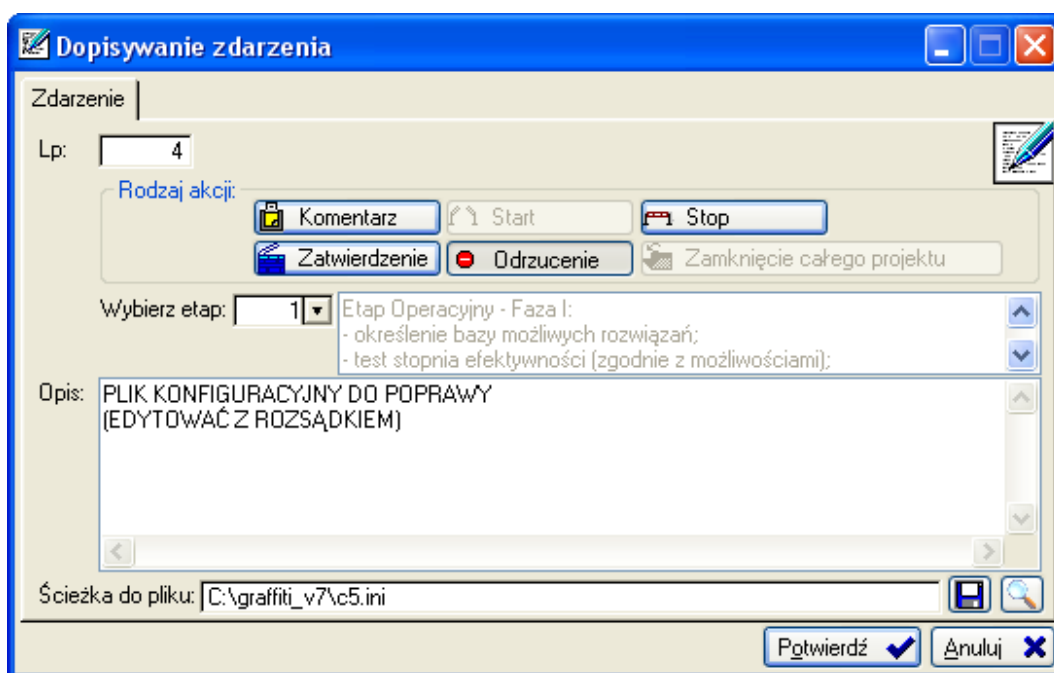 Dopisywanie zdarzenia
Zdarzenie
Lp: 4
Rodzaj akcji:
Komentarz Start Stop
Zatwierdzenie Odrzucenie Zamknięcie całego projektu
Wybierz etap: 1 Etap Operacyjny - Faza I:
- określenie bazy możliwych rozwiązań;
- test stopnia efektywności (zgodnie z możliwościami);
Opis: PLIK KONFIGURACYJNY DO POPRAWY
(EDYTOWAĆ Z ROZSĄDKIEM)
Ścieżka do pliku: C:\graffiti_v7\c5.ini
Potwierdź Anuluj